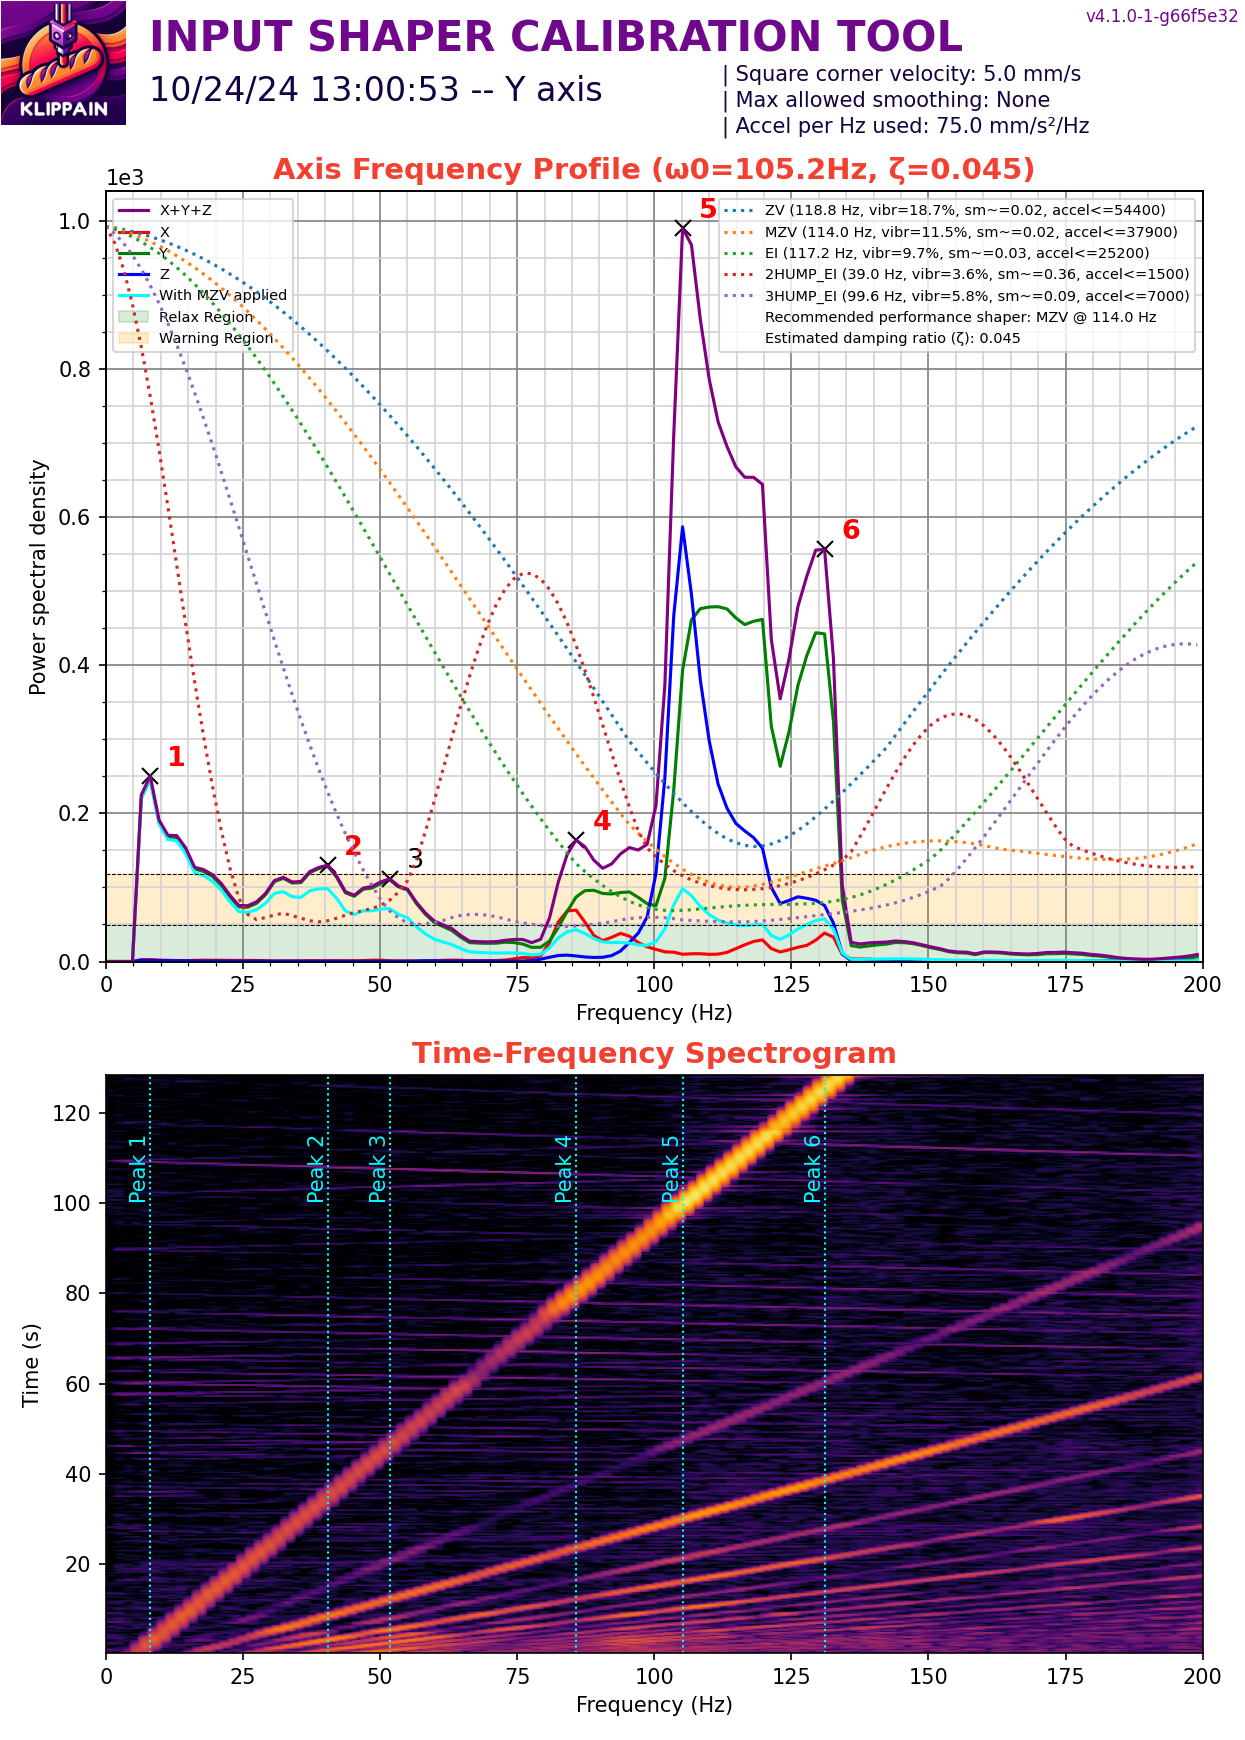 v4.1.0-1-g66f5e32
INPUT SHAPER CALIBRATION TOOL
10/24/24 13:00:53 -- Y axis
| Square corner velocity: 5.0 mm/s
| Max allowed smoothing: None
| Accel per Hz used: 75.0 mm/s²/Hz
KLIPPAIN
Axis Frequency Profile (ω0=105.2Hz, ζ=0.045)
1e3
X+Y+Z
X
Y
Z
With MZV applied
Relax Region
Warning Region
ZV (118.8 Hz, vibr=18.7%, sm~=0.02, accel<=54400)
MZV (114.0 Hz, vibr=11.5%, sm~=0.02, accel<=37900)
EI (117.2 Hz, vibr=9.7%, sm~=0.03, accel<=25200)
2HUMP_EI (39.0 Hz, vibr=3.6%, sm~=0.36, accel<=1500)
3HUMP_EI (99.6 Hz, vibr=5.8%, sm~=0.09, accel<=7000)
Recommended performance shaper: MZV @ 114.0 Hz
Estimated damping ratio (ζ): 0.045
5
6
1
2
3
4
1.0
0.8
0.6
0.4
0.2
0.0
Power spectral density
0 25 50 75 100 125 150 175 200
Frequency (Hz)
Time-Frequency Spectrogram
120
100
80
60
40
20
Time (s)
Peak 1
Peak 2
Peak 3
Peak 4
Peak 5
Peak 6
0 25 50 75 100 125 150 175 200
Frequency (Hz)